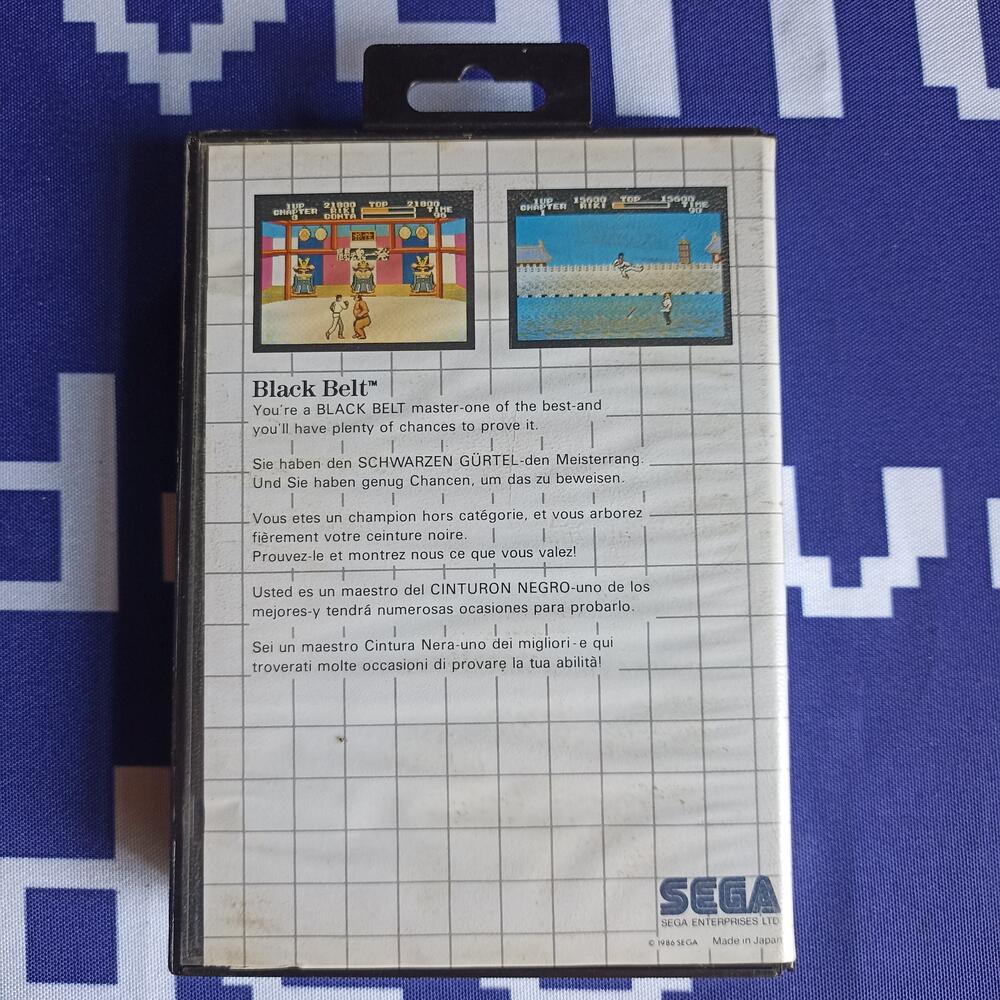 1UP 21800 TOP 21800
CHAPTER RIKI TIME
3 GONTA 96
1UP 15600 TOP 15600
CHAPTER RIKI TIME
1 90
Black Belt™
You're a BLACK BELT master-one of the best-and
you'll have plenty of chances to prove it.
Sie haben den SCHWARZEN GÜRTEL-den Meisterrang.
Und Sie haben genug Chancen, um das zu beweisen.
Vous etes un champion hors catégorie, et vous arborez
fièrement votre ceinture noire.
Prouvez-le et montrez nous ce que vous valez!
Usted es un maestro del CINTURON NEGRO-uno de los
mejores-y tendrá numerosas ocasiones para probarlo.
Sei un maestro Cintura Nera-uno dei migliori-e qui
troverati molte occasioni di provare la tua abilità!
SEGA
SEGA ENTERPRISES LTD.
© 1986 SEGA Made in Japan